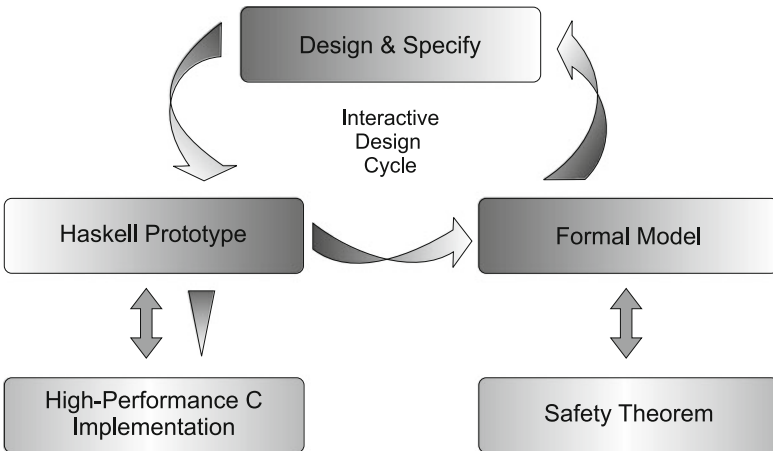 Design & Specify
Interactive
Design
Cycle
Haskell Prototype
Formal Model
High-Performance C
Implementation
Safety Theorem